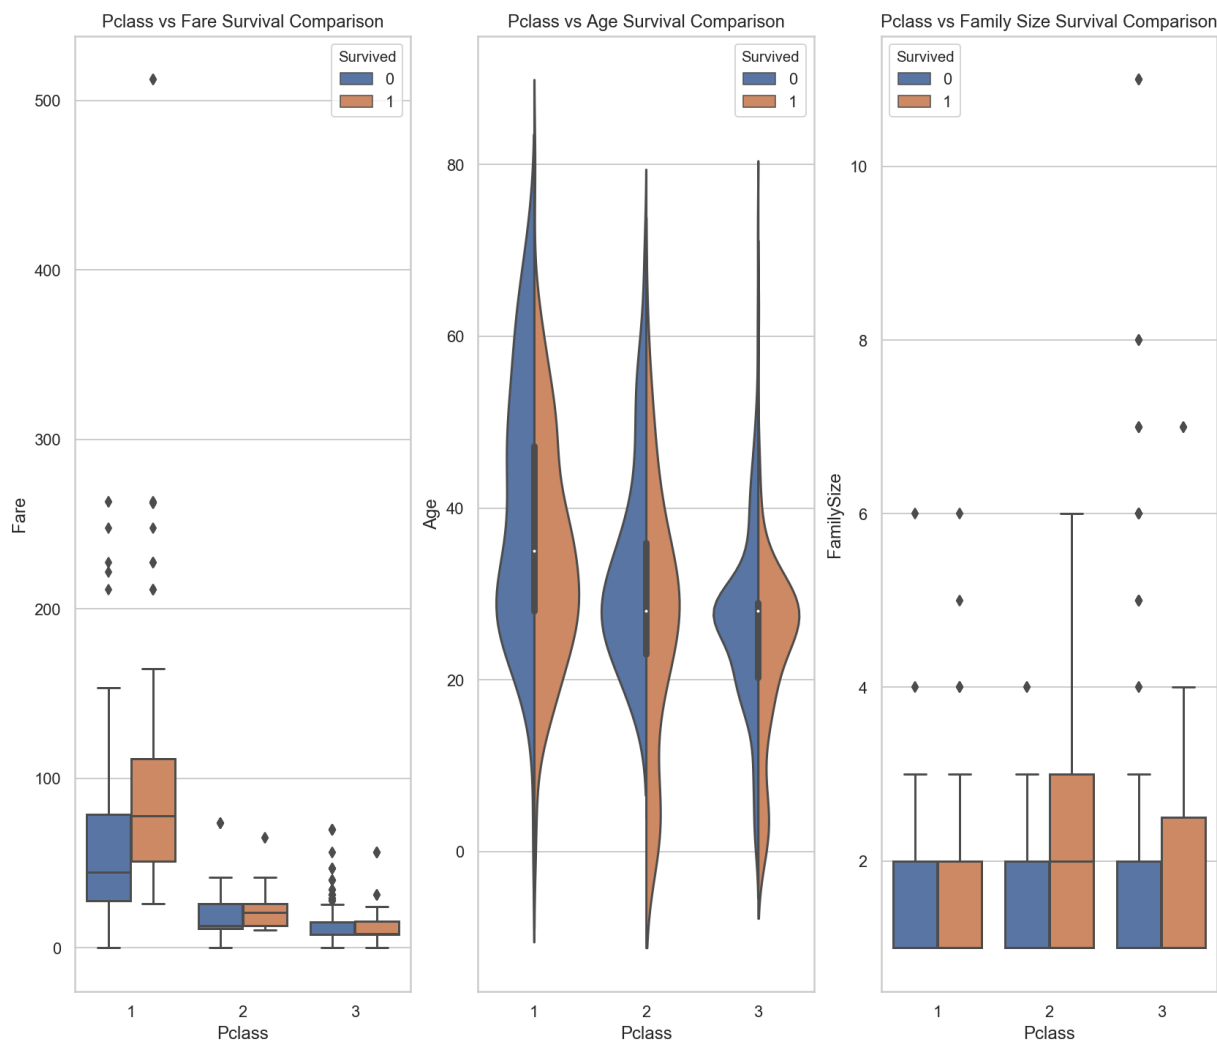 Pclass vs Fare Survival Comparison
Survived
0
1
500
400
300
200
100
0
Fare
1 2 3
Pclass
Pclass vs Age Survival Comparison
Survived
0
1
80
60
40
20
0
Age
1 2 3
Pclass
Pclass vs Family Size Survival Comparison
Survived
0
1
10
8
6
4
2
FamilySize
1 2 3
Pclass